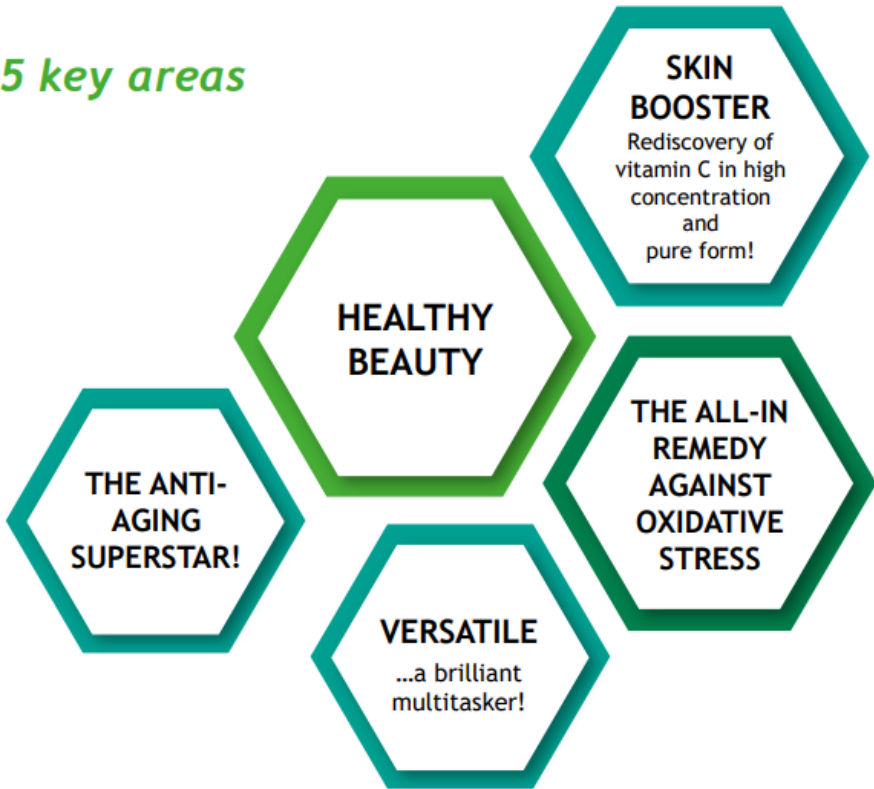 5 key areas
SKIN
BOOSTER
Rediscovery of
vitamin C in high
concentration
and
pure form!
HEALTHY
BEAUTY
THE ALL-IN
REMEDY
AGAINST
OXIDATIVE
STRESS
THE ANTI-
AGING
SUPERSTAR!
VERSATILE
…a brilliant
multitasker!